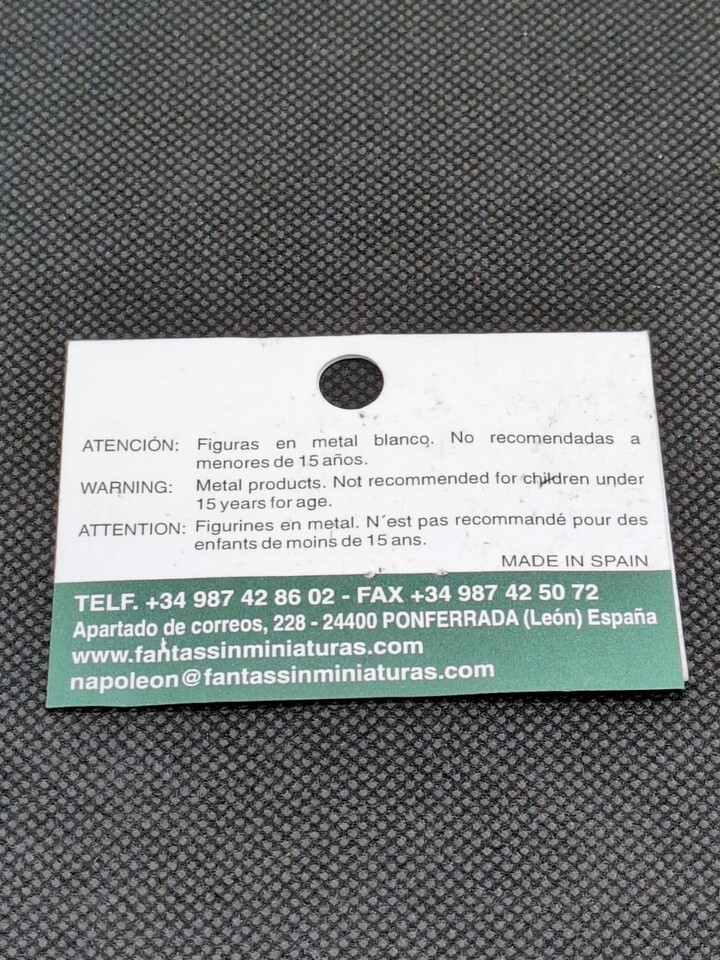 ATENCIÓN: Figuras en metal blanco. No recomendadas a
menores de 15 años.
WARNING: Metal products. Not recommended for children under
15 years for age.
ATTENTION: Figurines en metal. N´est pas recommandé pour des
enfants de moins de 15 ans.
MADE IN SPAIN
TELF. +34 987 42 86 02 - FAX +34 987 42 50 72
Apartado de correos, 228 - 24400 PONFERRADA (León) España
www.fantassinminiaturas.com
napoleon@fantassinminiaturas.com